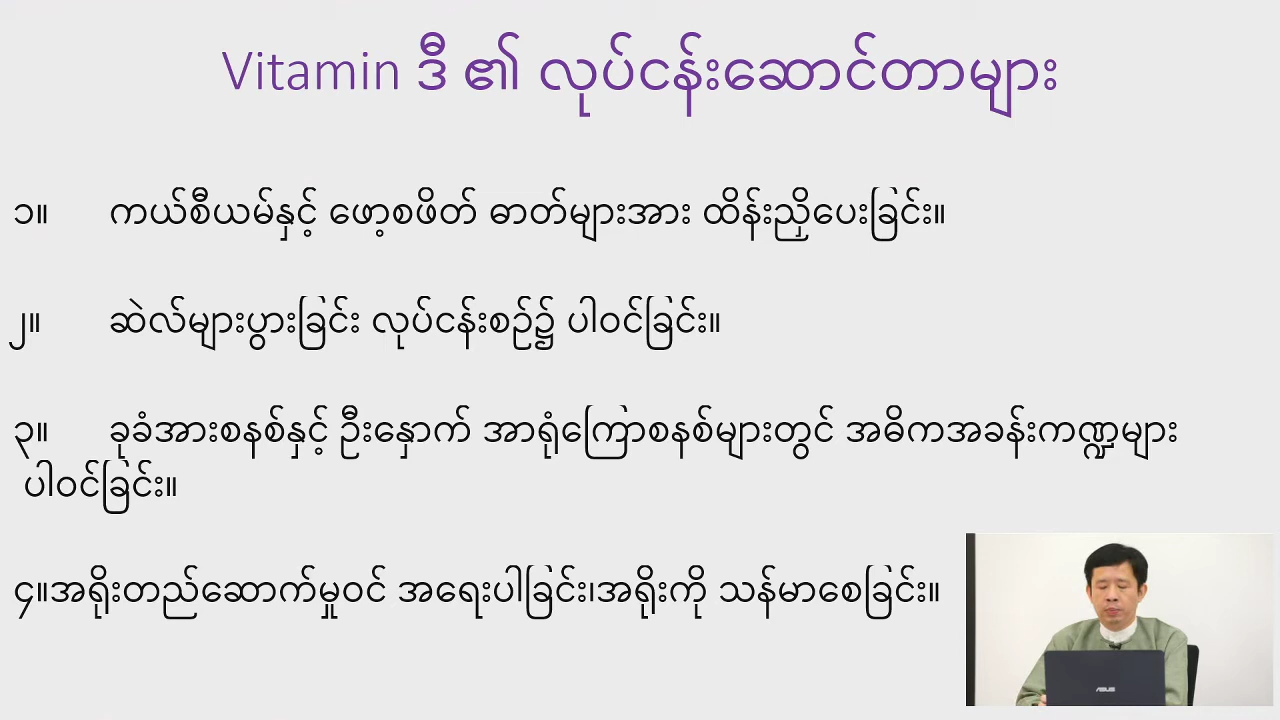 Vitamin ဒီ ၏ လုပ်ငန်းဆောင်တာများ
၁။ ကယ်စီယမ်နှင့် ဖော့စဖိတ် ဓာတ်များအား ထိန်းညှိပေးခြင်း။
၂။ ဆဲလ်များပွားခြင်း လုပ်ငန်းစဉ်၌ ပါဝင်ခြင်း။
၃။ ခုခံအားစနစ်နှင့် ဦးနှောက် အာရုံကြောစနစ်များတွင် အဓိကအခန်းကဏ္ဍများ
ပါဝင်ခြင်း။
၄။အရိုးတည်ဆောက်မှုဝင် အရေးပါခြင်း၊အရိုးကို သန်မာစေခြင်း။
ASUS